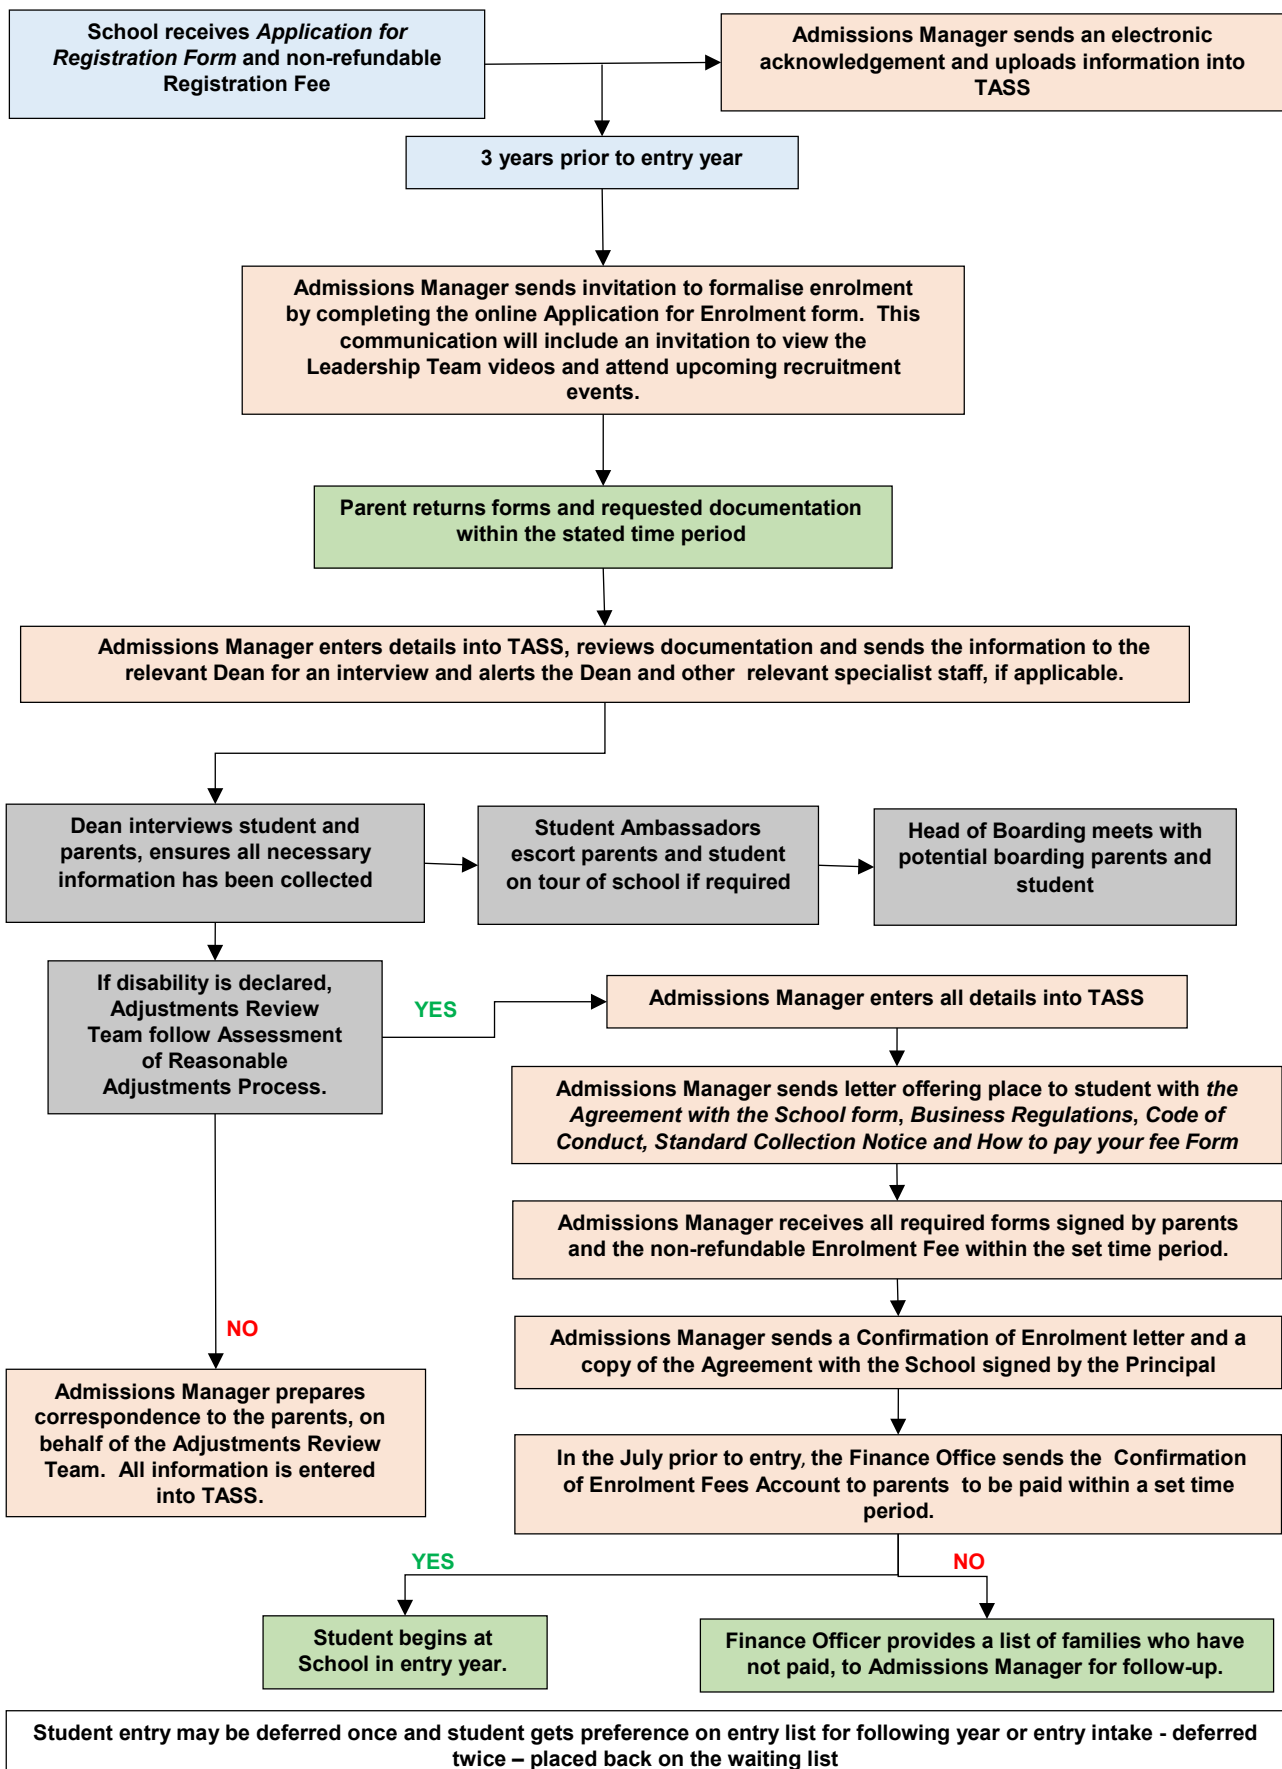 School receives Application for
Registration Form and non-refundable
Registration Fee
Admissions Manager sends an electronic
acknowledgement and uploads information into
TASS
3 years prior to entry year
Admissions Manager sends invitation to formalise enrolment
by completing the online Application for Enrolment form.  This
communication will include an invitation to view the
Leadership Team videos and attend upcoming recruitment
events.
Parent returns forms and requested documentation
within the stated time period
Admissions Manager enters details into TASS, reviews documentation and sends the information to the
relevant Dean for an interview and alerts the Dean and other  relevant specialist staff, if applicable.
Dean interviews student and
parents, ensures all necessary
information has been collected
Student Ambassadors
escort parents and student
on tour of school if required
Head of Boarding meets with
potential boarding parents and
student
If disability is declared,
Adjustments Review
Team follow Assessment
of Reasonable
Adjustments Process.
YES
Admissions Manager enters all details into TASS
Admissions Manager sends letter offering place to student with the
Agreement with the School form, Business Regulations, Code of
Conduct, Standard Collection Notice and How to pay your fee Form
Admissions Manager receives all required forms signed by parents
and the non-refundable Enrolment Fee within the set time period.
NO
Admissions Manager sends a Confirmation of Enrolment letter and a
copy of the Agreement with the School signed by the Principal
Admissions Manager prepares
correspondence to the parents, on
behalf of the Adjustments Review
Team.  All information is entered
into TASS.
In the July prior to entry, the Finance Office sends the  Confirmation
of Enrolment Fees Account to parents  to be paid within a set time
period.
YES
NO
Student begins at
School in entry year.
Finance Officer provides a list of families who have
not paid, to Admissions Manager for follow-up.
Student entry may be deferred once and student gets preference on entry list for following year or entry intake - deferred
twice – placed back on the waiting list